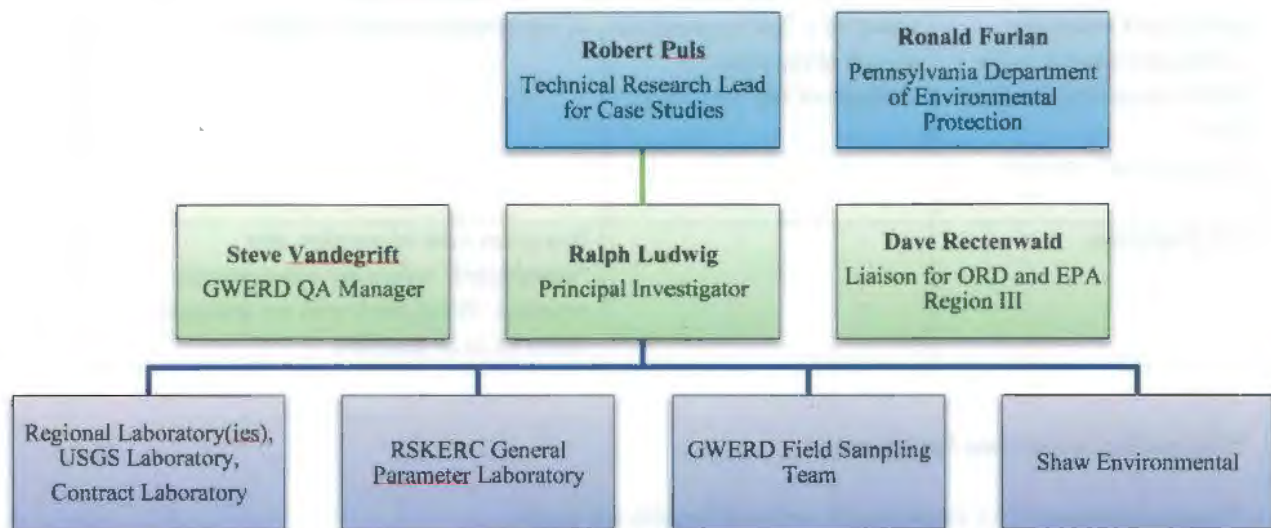 Robert Puls
Technical Research Lead
for Case Studies
Ronald Furlan
Pennsylvania Department
of Environmental
Protection
Steve Vandegrift
GWERD QA Manager
Ralph Ludwig
Principal Investigator
Dave Rectenwald
Liaison for ORD and EPA
Region III
Regional Laboratory(ies),
USGS Laboratory,
Contract Laboratory
RSKERC General
Parameter Laboratory
GWERD Field Sampling
Team
Shaw Environmental